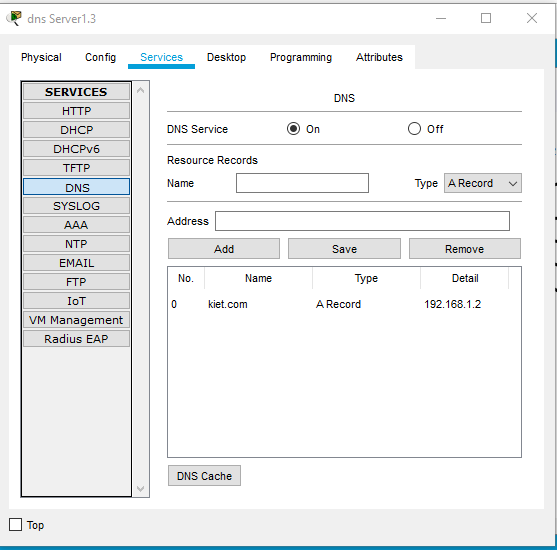 dns Server1.3
Physical Config Services Desktop Programming Attributes
SERVICES
HTTP
DHCP
DHCPv6
TFTP
DNS
SYSLOG
AAA
NTP
EMAIL
FTP
IoT
VM Management
Radius EAP
DNS
DNS Service On Off
Resource Records
Name Type A Record
Address
Add Save Remove
No. Name Type Detail
0 kiet.com A Record 192.168.1.2
DNS Cache
Top